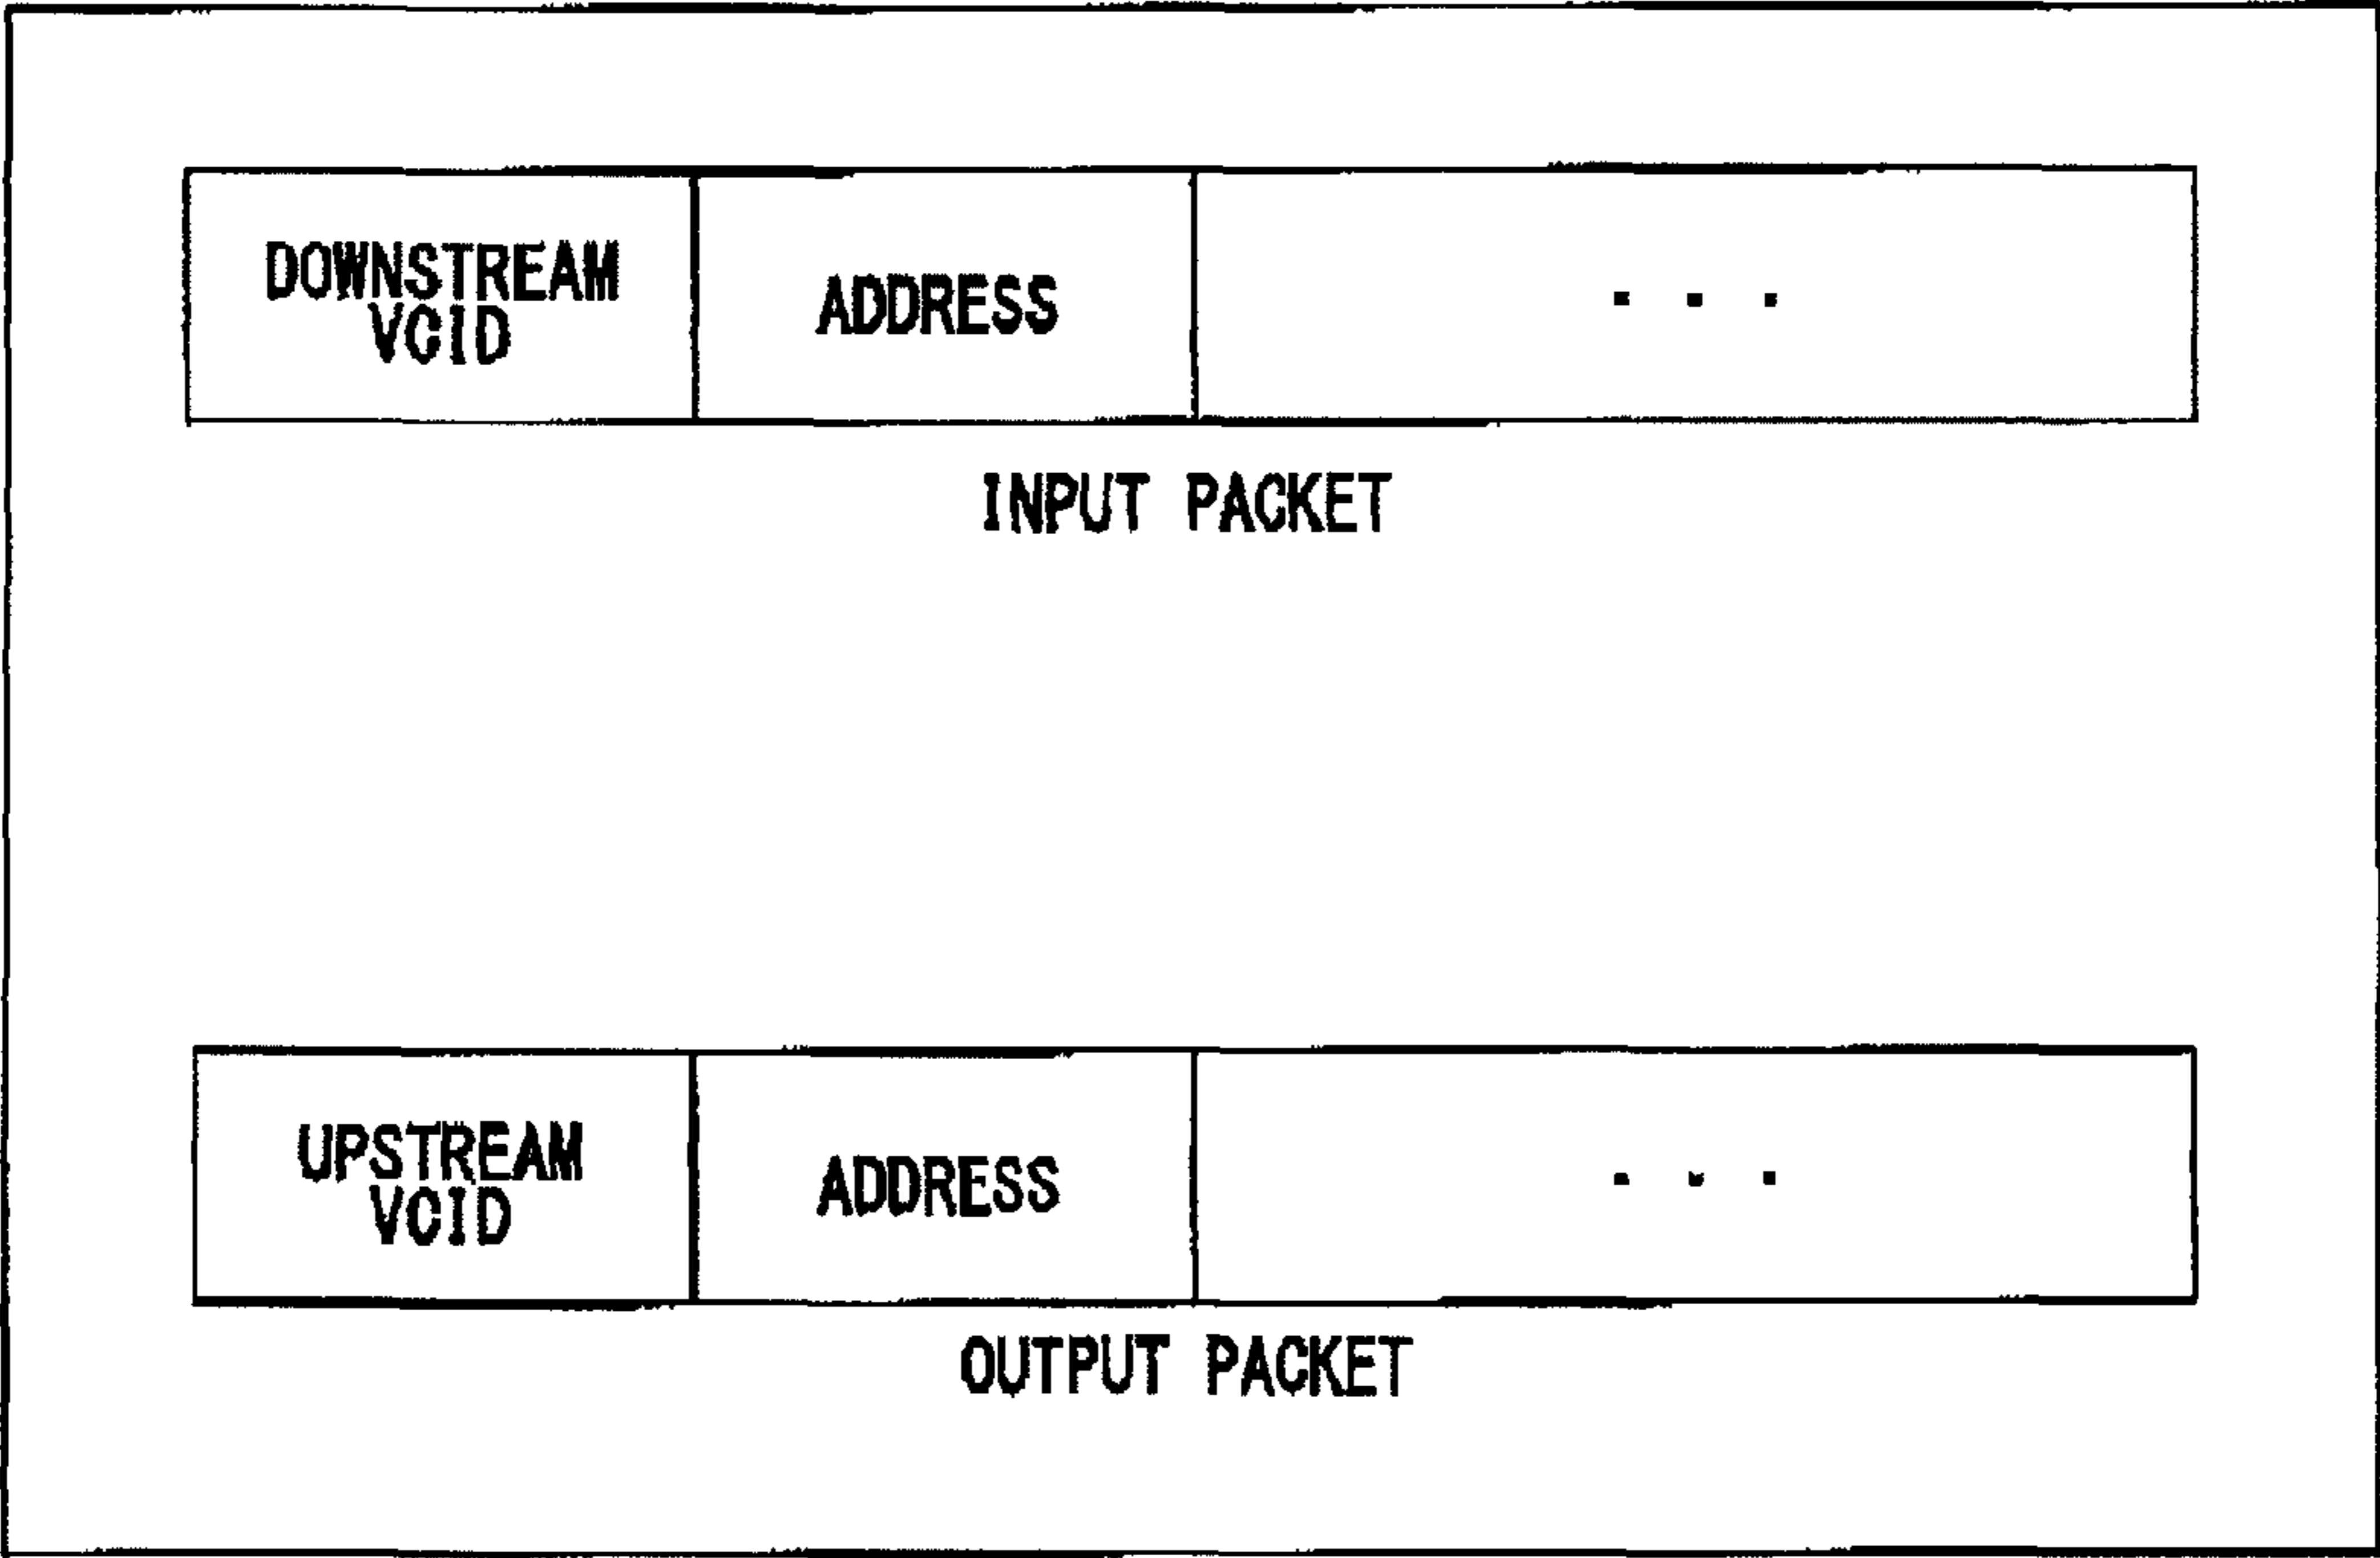 DOWNSTREAM
VCID
ADDRESS
. . .
INPUT PACKET
UPSTREAM
VCID
ADDRESS
. . .
OUTPUT PACKET